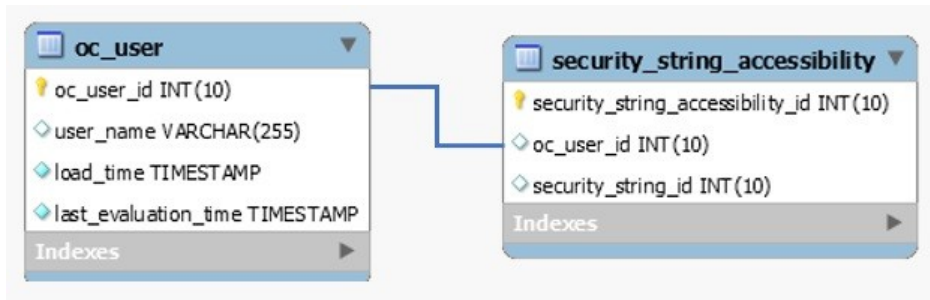 oc_user
oc_user_id INT(10)
user_name VARCHAR(255)
load_time TIMESTAMP
last_evaluation_time TIMESTAMP
Indexes
security_string_accessibility
security_string_accessibility_id INT(10)
oc_user_id INT(10)
security_string_id INT(10)
Indexes